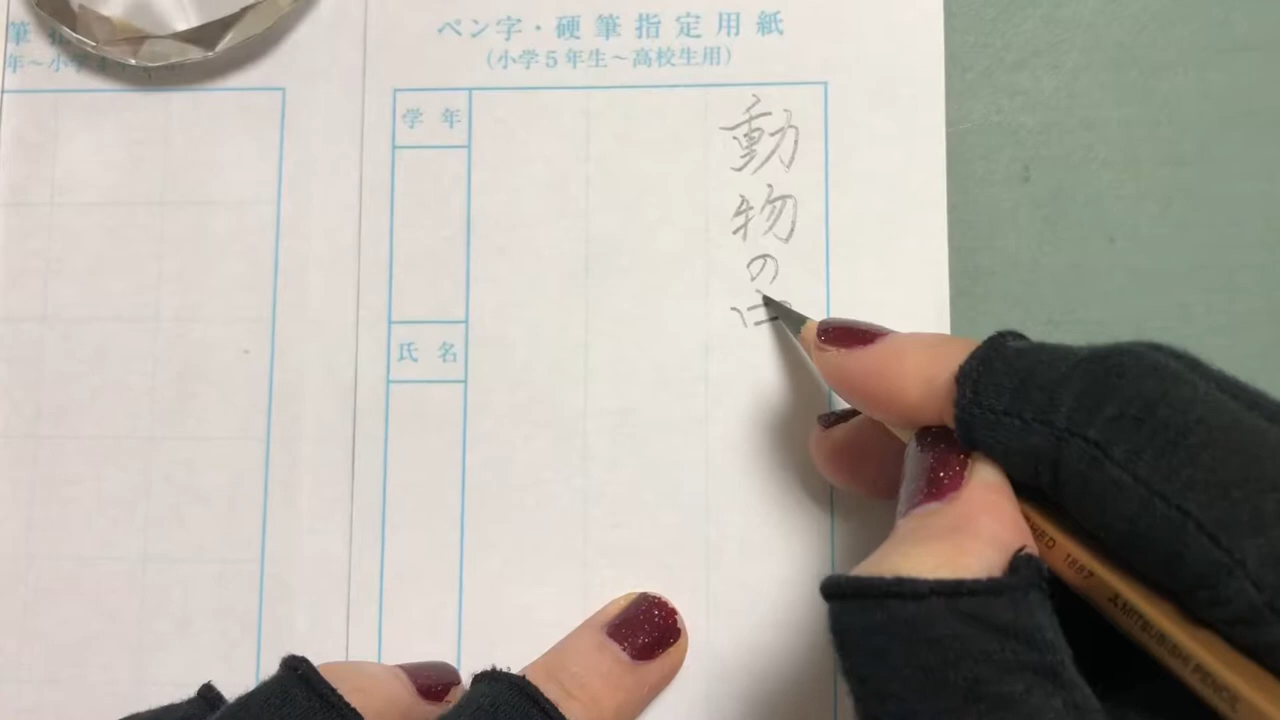 ペン字・硬筆指定用紙
(小学5年生~高校生用)
学年
氏名
動物の
1887
MITSUBISHI PENCIL